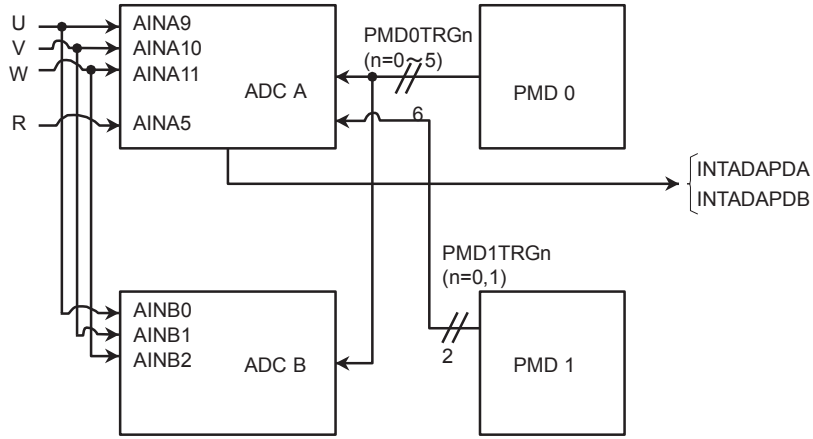 U
V
W
R
AINA9
AINA10
AINA11
AINA5
ADC A
PMD0TRGn
(n=0～5)
6
PMD 0
INTADAPDA
INTADAPDB
PMD1TRGn
(n=0,1)
2
PMD 1
AINB0
AINB1
AINB2
ADC B